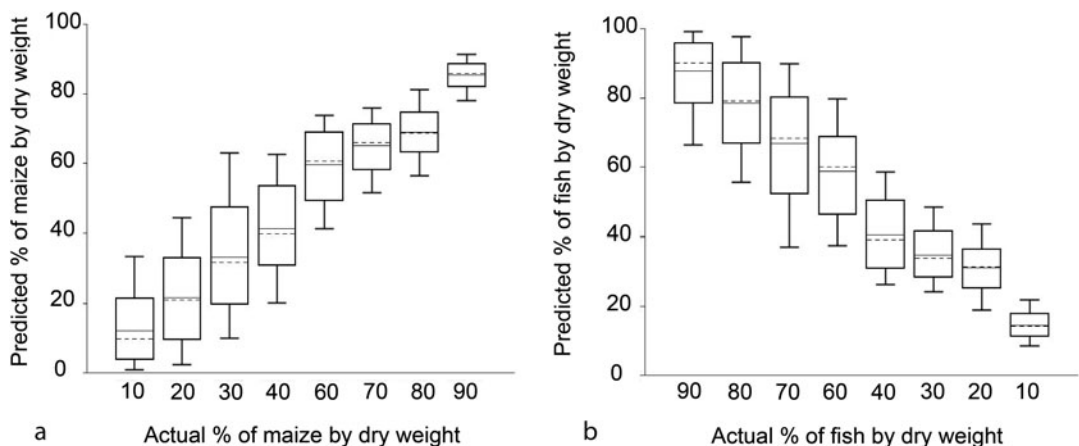 Predicted % of maize by dry weight
100
80
60
40
20
0
10 20 30 40 60 70 80 90
a Actual % of maize by dry weight
Predicted % of fish by dry weight
100
80
60
40
20
0
90 80 70 60 40 30 20 10
b Actual % of fish by dry weight